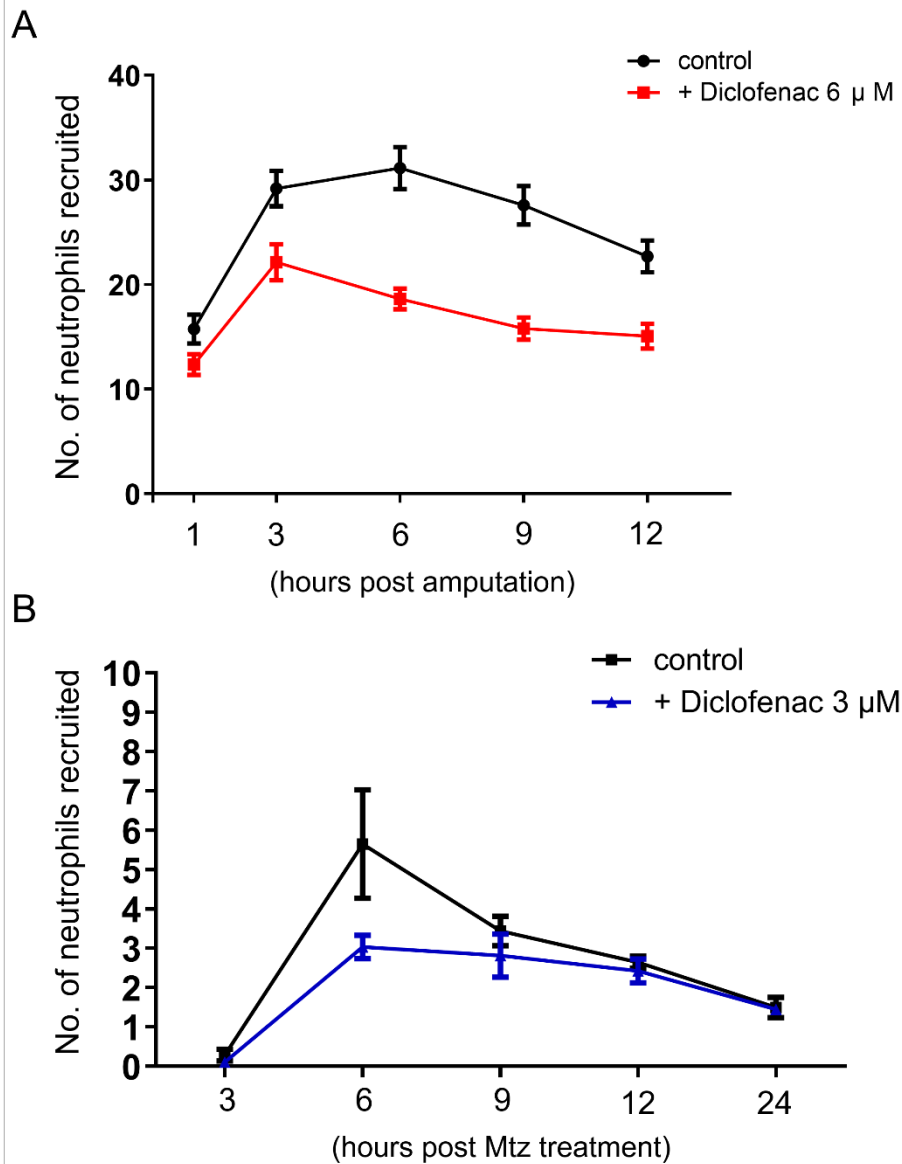 A
control
+ Diclofenac 6 μ M
No. of neutrophils recruited
40
30
20
10
0
1 3 6 9 12
(hours post amputation)
B
control
+ Diclofenac 3 μM
No. of neutrophils recruited
10
9
8
7
6
5
4
3
2
1
0
3 6 9 12 24
(hours post Mtz treatment)